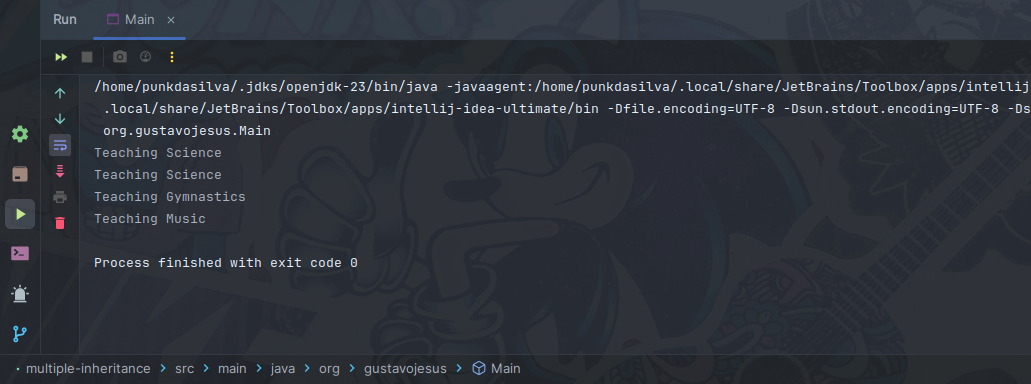 Run Main ×
/home/punkdasilva/.jdks/openjdk-23/bin/java -javaagent:/home/punkdasilva/.local/share/JetBrains/Toolbox/apps/intellij
.local/share/JetBrains/Toolbox/apps/intellij-idea-ultimate/bin -Dfile.encoding=UTF-8 -Dsun.stdout.encoding=UTF-8 -Ds
org.gustavojesus.Main
Teaching Science
Teaching Science
Teaching Gymnastics
Teaching Music
Process finished with exit code 0
multiple-inheritance > src > main > java > org > gustavojesus > Main